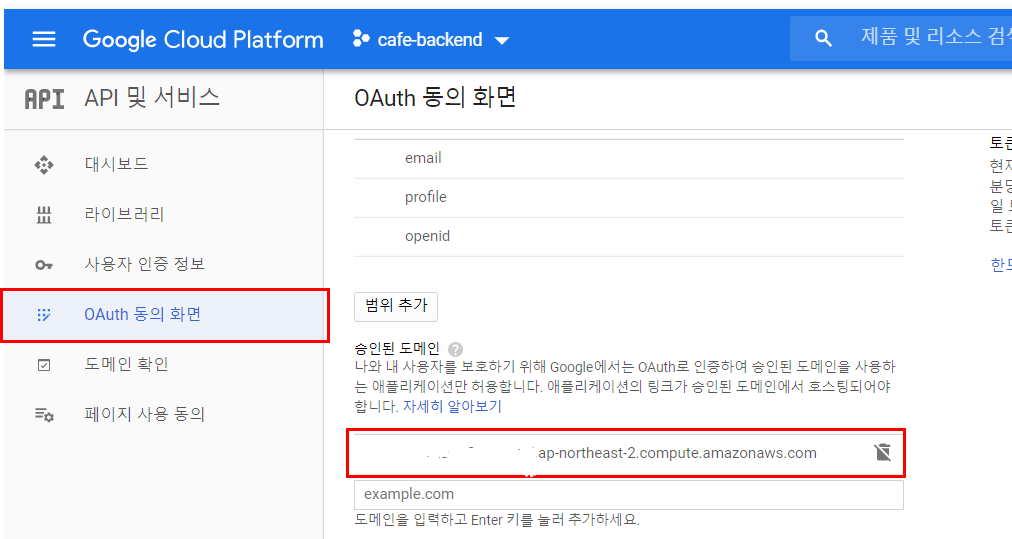 Google Cloud Platform
cafe-backend
제품 및 리소스 검
API API 및 서비스
OAuth 동의 화면
대시보드
라이브러리
사용자 인증 정보
OAuth 동의 화면
도메인 확인
페이지 사용 동의
email
profile
openid
범위 추가
승인된 도메인 ?
나와 내 사용자를 보호하기 위해 Google에서는 OAuth로 인증하여 승인된 도메인을 사용하
는 애플리케이션만 허용합니다. 애플리케이션의 링크가 승인된 도메인에서 호스팅되어야
합니다. 자세히 알아보기
.ap-northeast-2.compute.amazonaws.com
example.com
도메인을 입력하고 Enter 키를 눌러 추가하세요.
토큰
현재
분당
일
토큰